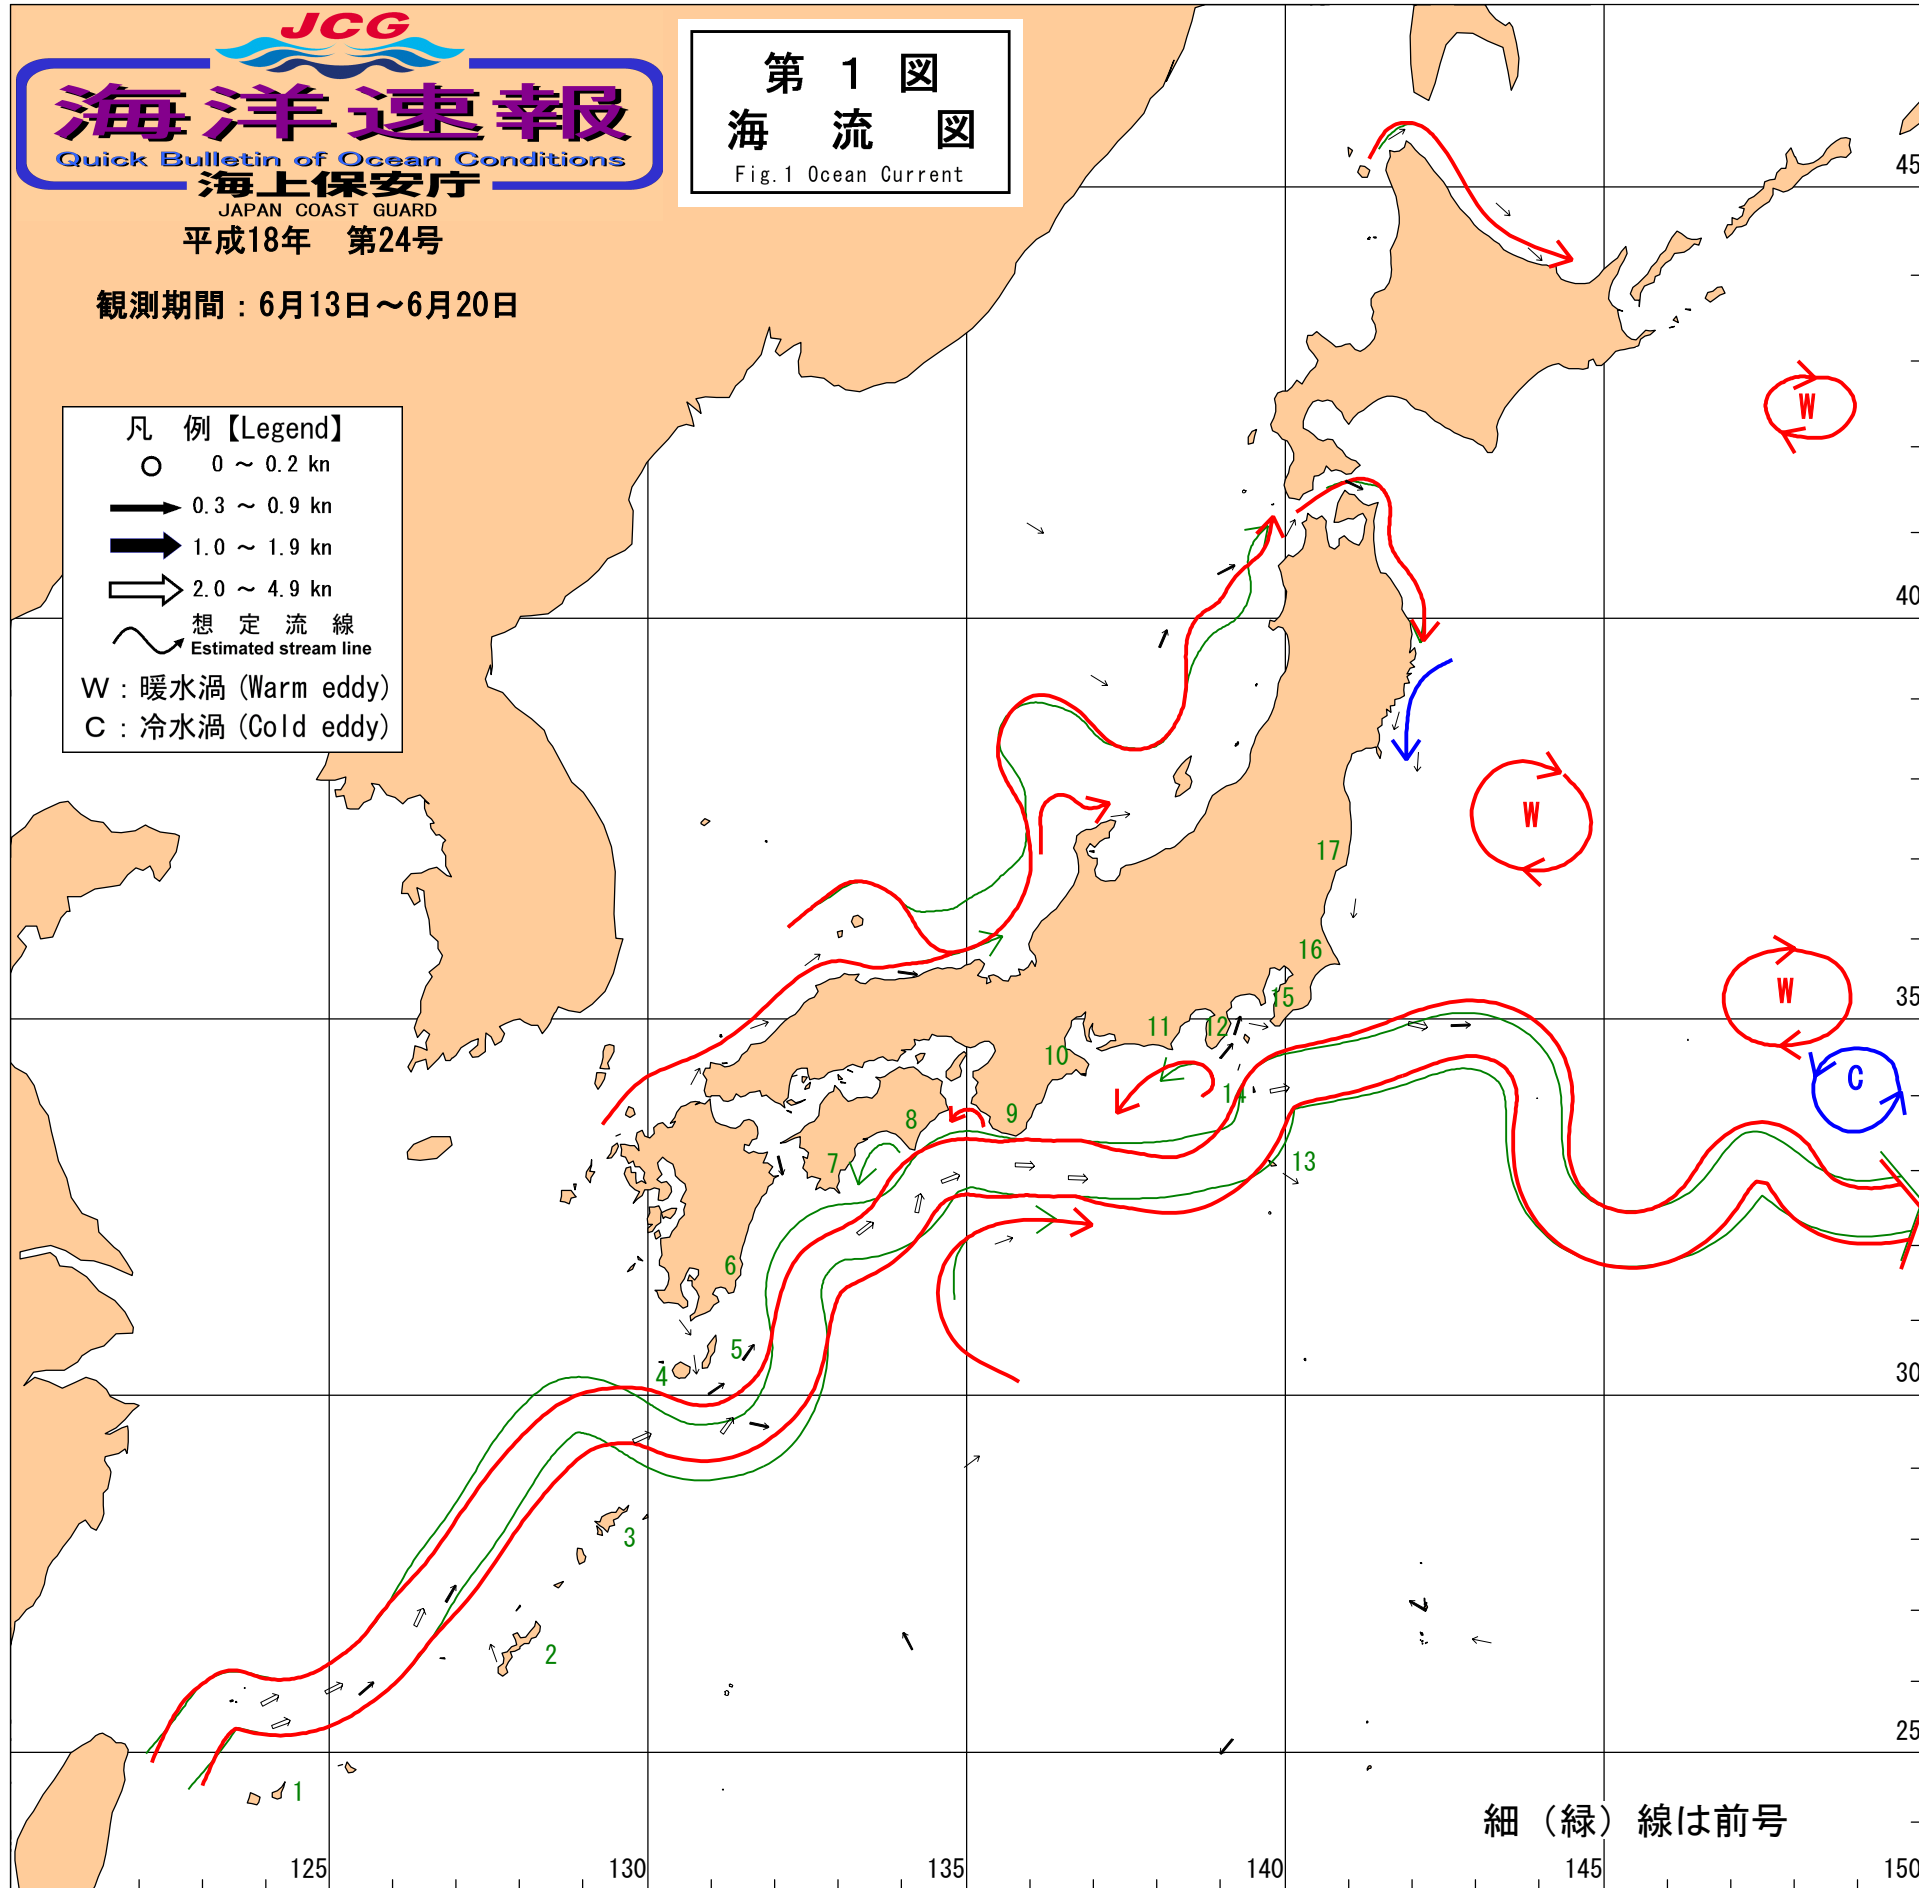 JCG
海洋速報
Quick Bulletin of Ocean Conditions
海上保安庁
JAPAN COAST GUARD
平成18年 第24号
観測期間：6月13日～6月20日
第 1 図
海 流 図
Fig.1 Ocean Current
凡 例【Legend】
0 ～ 0.2 kn
0.3 ～ 0.9 kn
1.0 ～ 1.9 kn
2.0 ～ 4.9 kn
想 定 流 線
Estimated stream line
W：暖水渦(Warm eddy)
C：冷水渦(Cold eddy)
45
W
40
W
17
16
W
15
35
11
12
10
C
14
9
8
7
13
6
5
4
30
3
2
25
1
細（緑）線は前号
125
130
135
140
145
150